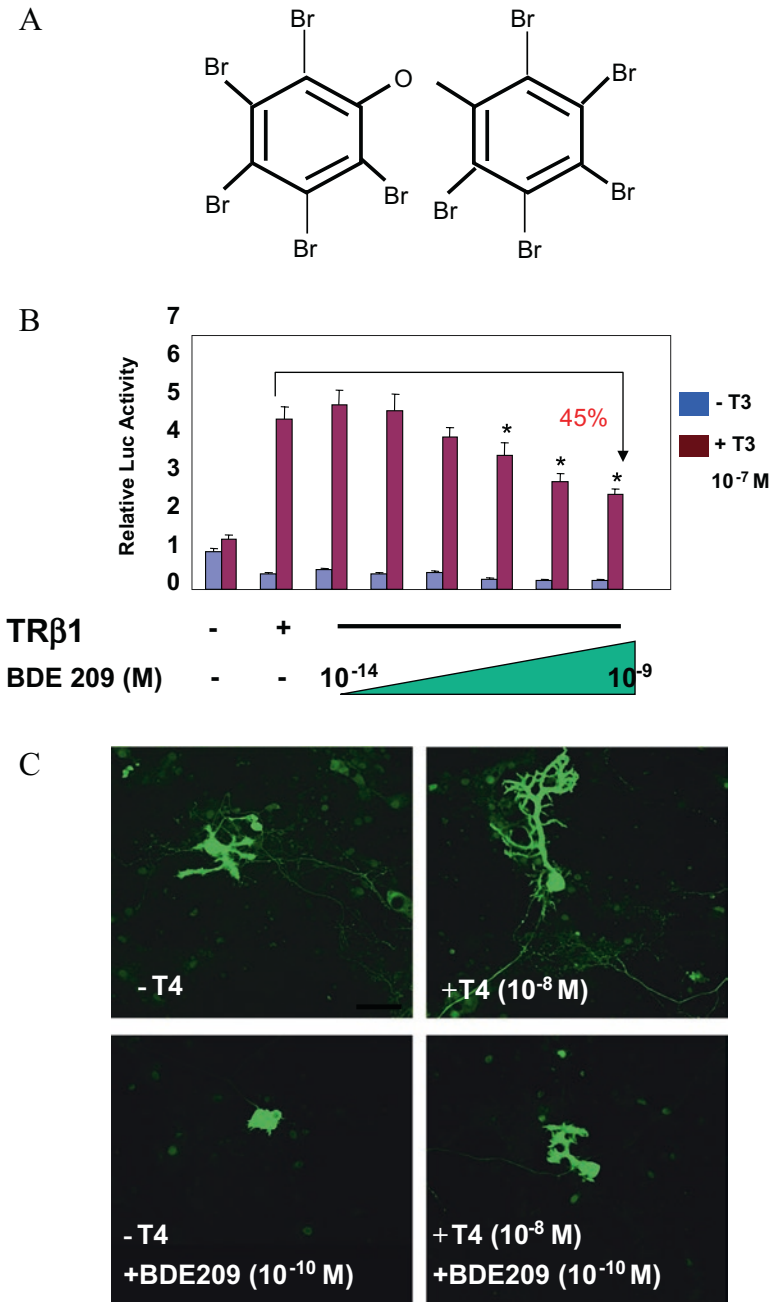 A
Br
Br
O
Br
Br
Br
Br
Br
Br
Br
Br
Br
B
7
6
5
4
3
2
1
0
Relative Luc Activity
45%
* * *
- T3
+ T3
10-7 M
TRβ1 - +
BDE 209 (M) - - 10-14 10-9
C
- T4
+T4 (10-8 M)
- T4
+BDE209 (10-10 M)
+T4 (10-8 M)
+BDE209 (10-10 M)